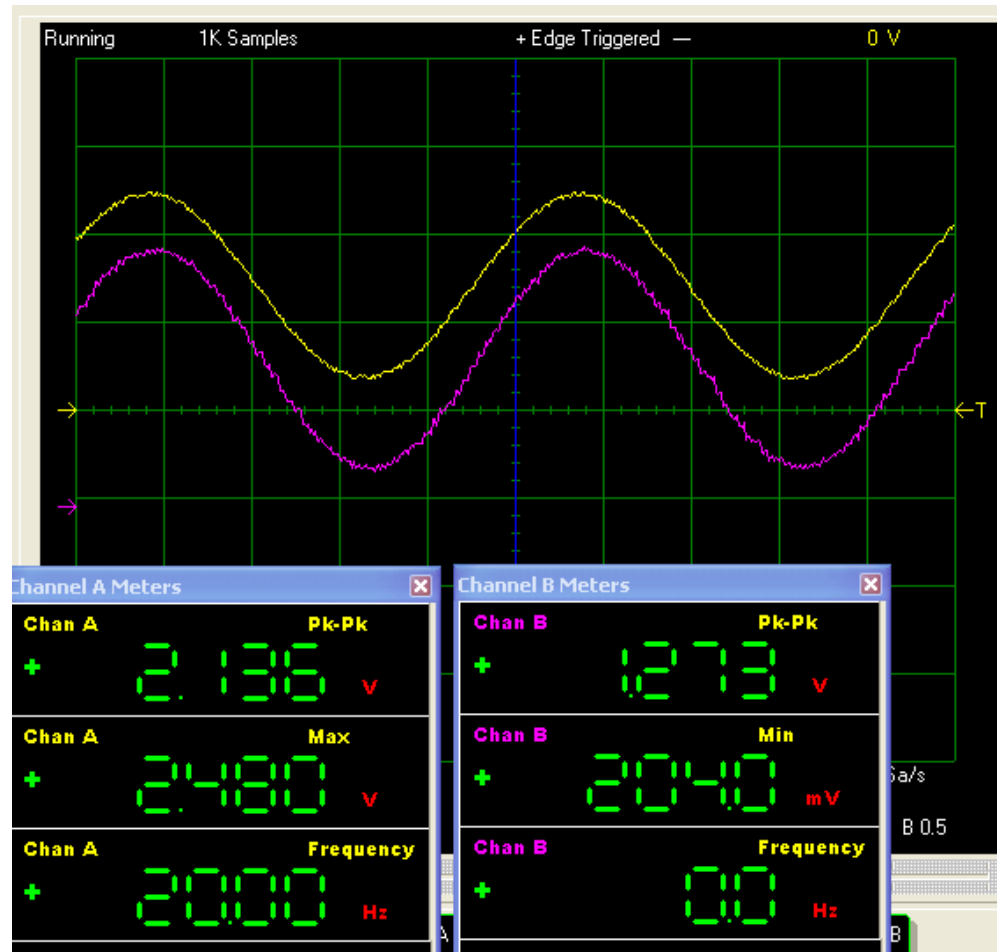 Running 1K Samples + Edge Triggered — 0 V
T
Channel A Meters
Chan A Pk-Pk
+ 2.136 V
Chan A Max
+ 2.480 V
Chan A Frequency
+ 20.00 Hz
Channel B Meters
Chan B Pk-Pk
+ 1.273 V
Chan B Min
+ 204.0 mV
Chan B Frequency
+ 0.0 Hz
a/s
B 0.5
A
B